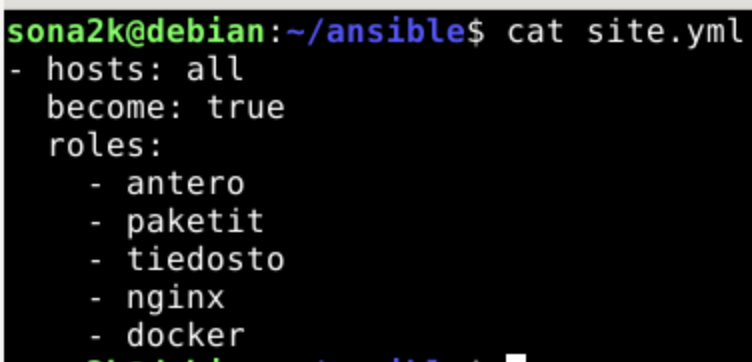 sona2k@debian:~/ansible$ cat site.yml
- hosts: all
  become: true
  roles:
    - antero
    - paketit
    - tiedosto
    - nginx
    - docker